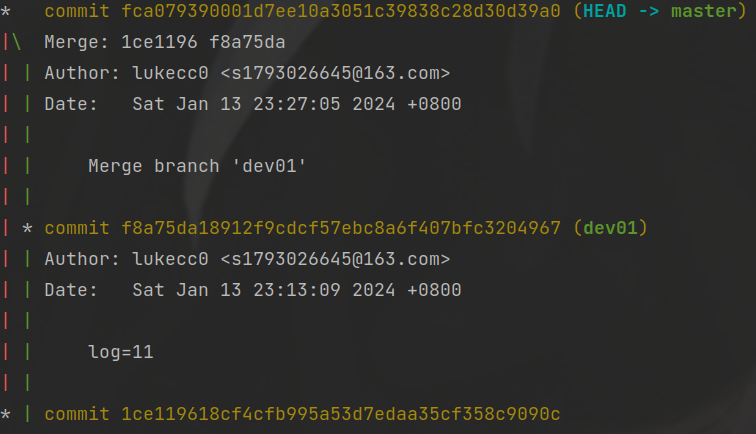 *   commit fca079390001d7ee10a3051c39838c28d30d39a0 (HEAD -> master)
|\  Merge: 1ce1196 f8a75da
| | Author: lukecc0 <s1793026645@163.com>
| | Date:   Sat Jan 13 23:27:05 2024 +0800
| |
| |     Merge branch 'dev01'
| |
| * commit f8a75da18912f9cdcf57ebc8a6f407bfc3204967 (dev01)
| | Author: lukecc0 <s1793026645@163.com>
| | Date:   Sat Jan 13 23:13:09 2024 +0800
| |
| |     log=11
| |
* | commit 1ce119618cf4cfb995a53d7edaa35cf358c9090c